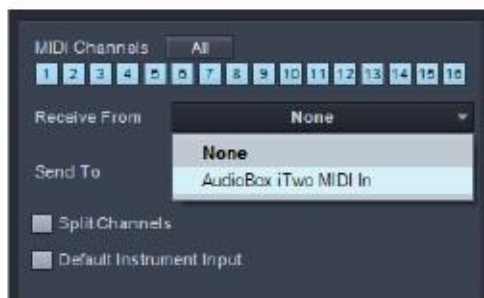 MIDI Channels All
1 2 3 4 5 6 7 8 9 10 11 12 13 14 15 16
Receive From None
None
Send To
AudioBox iTwo MIDI In
Split Channels
Default Instrument Input